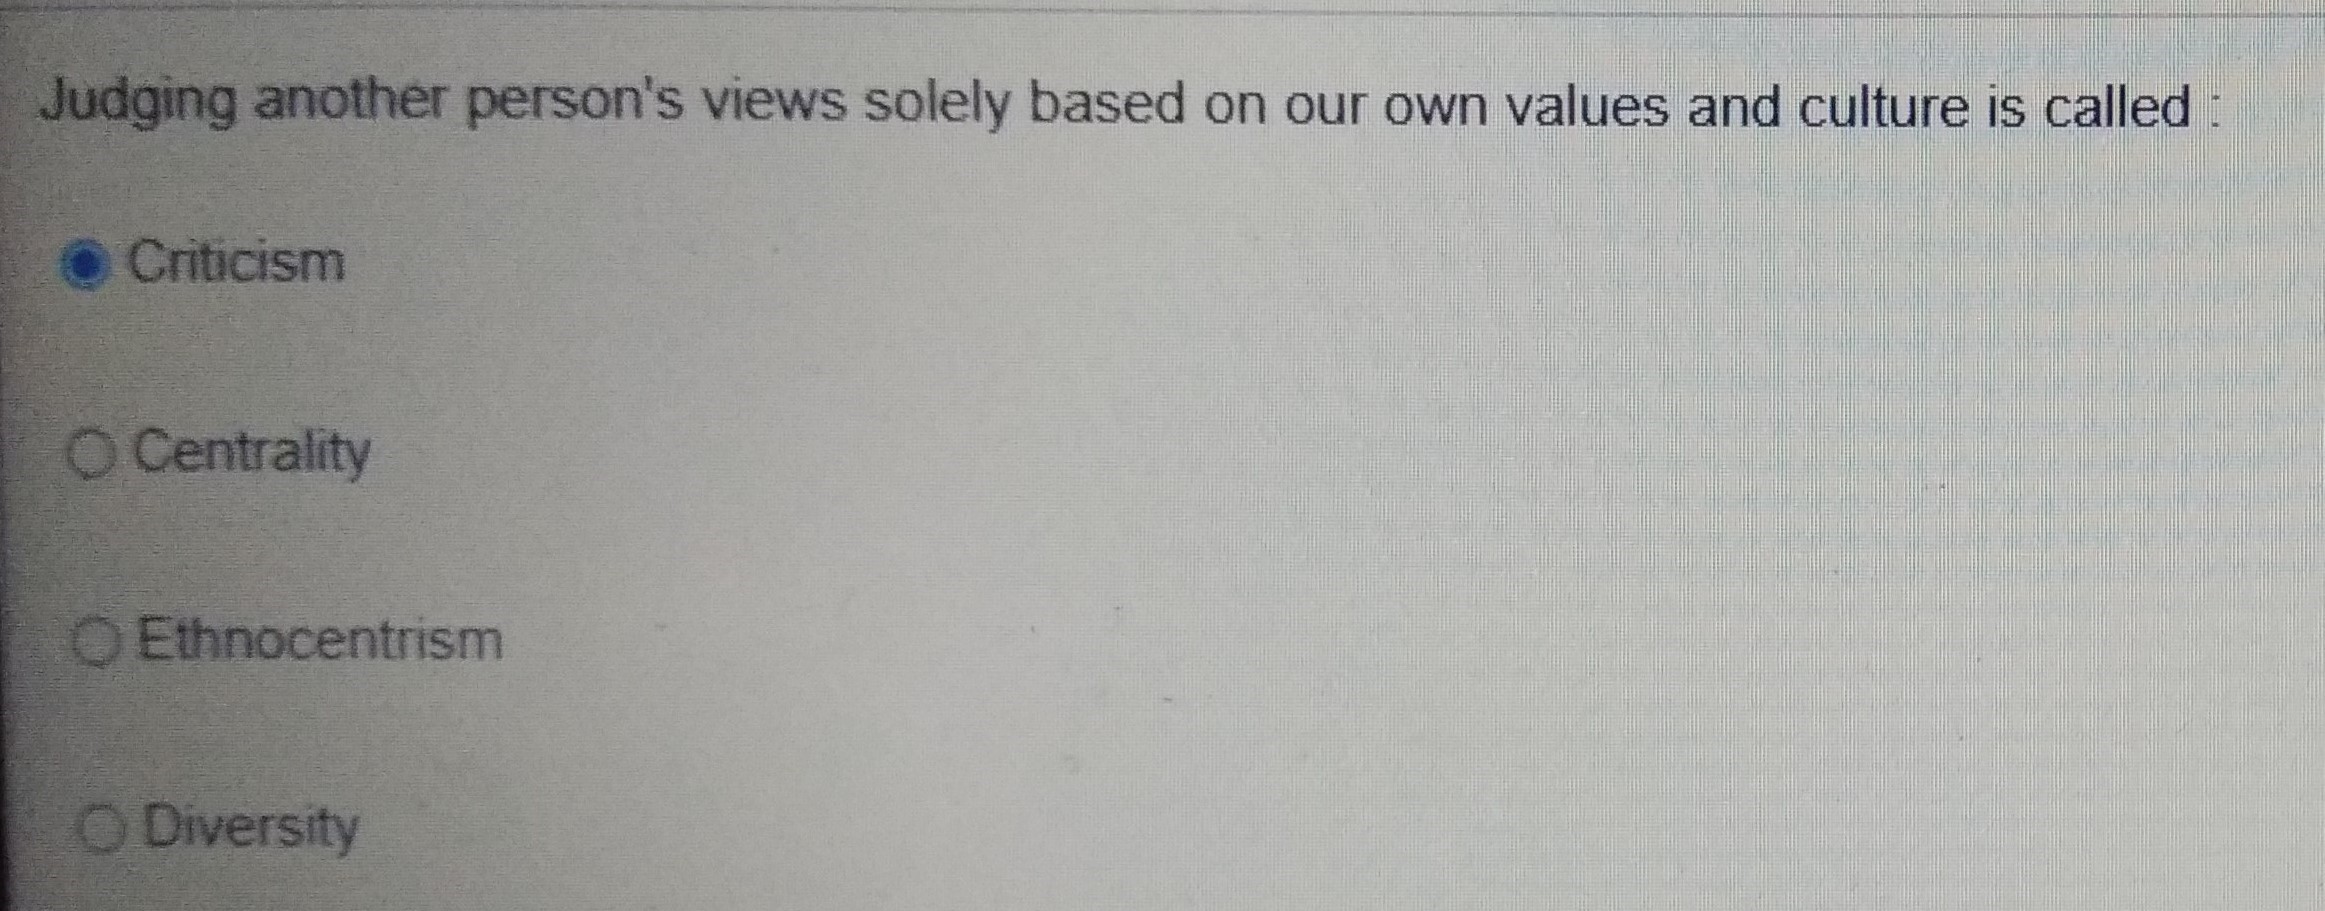 Judging another person's views solely based on our own values and culture is called :
Criticism
Centrality
Ethnocentrism
Diversity